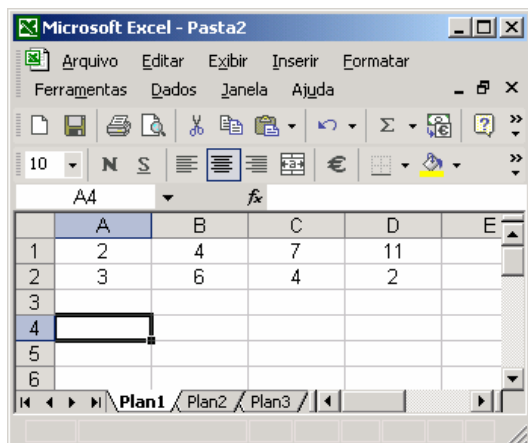 Microsoft Excel - Pasta2
Arquivo Editar Exibir Inserir Formatar
Ferramentas Dados Janela Ajuda
10 N S €
A4 fx
A B C D E
1 2 4 7 11
2 3 6 4 2
3
4
5
6
Plan1 Plan2 Plan3